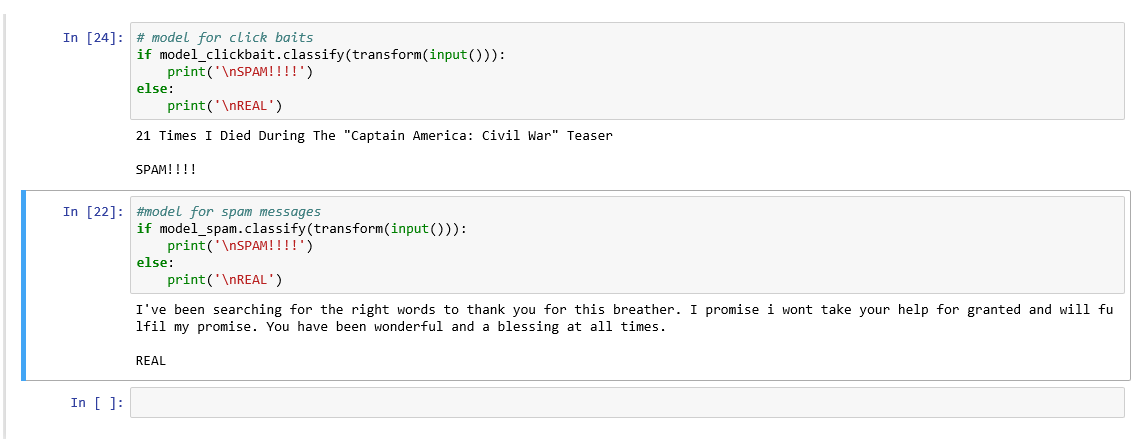 In [24]: # model for click baits
if model_clickbait.classify(transform(input())):
    print('\nSPAM!!!!')
else:
    print('\nREAL')
21 Times I Died During The "Captain America: Civil War" Teaser
SPAM!!!!
In [22]: #model for spam messages
if model_spam.classify(transform(input())):
    print('\nSPAM!!!!')
else:
    print('\nREAL')
I've been searching for the right words to thank you for this breather. I promise i wont take your help for granted and will fu
lfil my promise. You have been wonderful and a blessing at all times.
REAL
In [ ]: